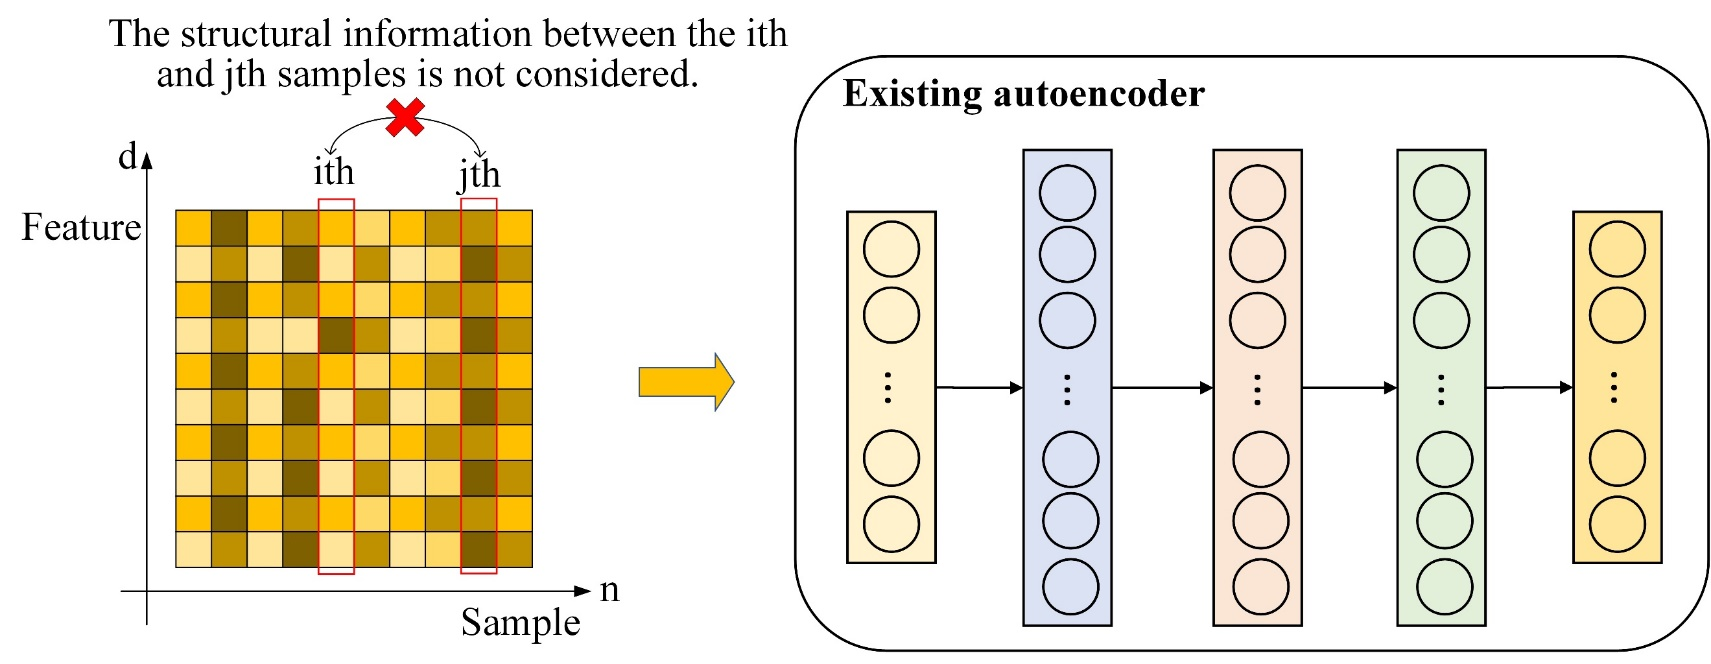 The structural information between the ith
and jth samples is not considered.
d
ith
jth
Feature
n
Sample
Existing autoencoder